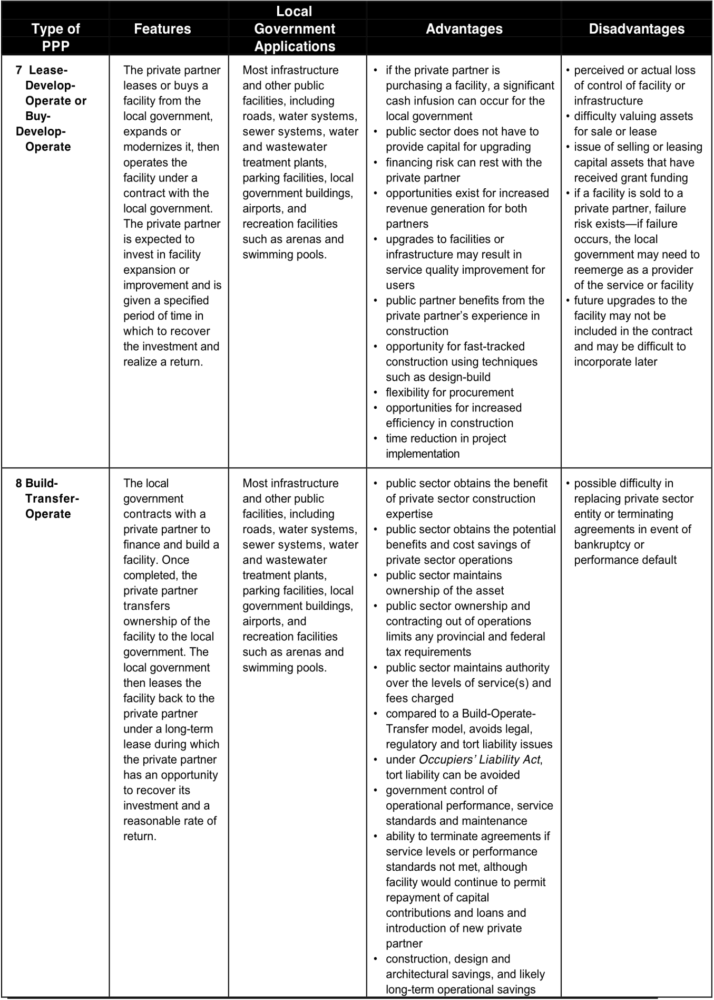 Type of
PPP
Features
Local
Government
Applications
Advantages
Disadvantages
7 Lease-
Develop-
Operate or
Buy-
Develop-
Operate
The private partner
leases or buys a
facility from the
local government,
expands or
modernizes it, then
operates the
facility under a
contract with the
local government.
The private partner
is expected to
invest in facility
expansion or
improvement and is
given a specified
period of time in
which to recover
the investment and
realize a return.
Most infrastructure
and other public
facilities, including
roads, water systems,
sewer systems, water
and wastewater
treatment plants,
parking facilities, local
government buildings,
airports, and
recreation facilities
such as arenas and
swimming pools.
• if the private partner is
purchasing a facility, a significant
cash infusion can occur for the
local government
• public sector does not have to
provide capital for upgrading
• financing risk can rest with the
private partner
• opportunities exist for increased
revenue generation for both
partners
• upgrades to facilities or
infrastructure may result in
service quality improvement for
users
• public partner benefits from the
private partner’s experience in
construction
• opportunity for fast-tracked
construction using techniques
such as design-build
• flexibility for procurement
• opportunities for increased
efficiency in construction
• time reduction in project
implementation
• perceived or actual loss
of control of facility or
infrastructure
• difficulty valuing assets
for sale or lease
• issue of selling or leasing
capital assets that have
received grant funding
• if a facility is sold to a
private partner, failure
risk exists—if failure
occurs, the local
government may need to
reemerge as a provider
of the service or facility
• future upgrades to the
facility may not be
included in the contract
and may be difficult to
incorporate later
8 Build-
Transfer-
Operate
The local
government
contracts with a
private partner to
finance and build a
facility. Once
completed, the
private partner
transfers
ownership of the
facility to the local
government. The
local government
then leases the
facility back to the
private partner
under a long-term
lease during which
the private partner
has an opportunity
to recover its
investment and a
reasonable rate of
return.
Most infrastructure
and other public
facilities, including
roads, water systems,
sewer systems, water
and wastewater
treatment plants,
parking facilities, local
government buildings,
airports, and
recreation facilities
such as arenas and
swimming pools.
• public sector obtains the benefit
of private sector construction
expertise
• public sector obtains the potential
benefits and cost savings of
private sector operations
• public sector maintains
ownership of the asset
• public sector ownership and
contracting out of operations
limits any provincial and federal
tax requirements
• public sector maintains authority
over the levels of service(s) and
fees charged
• compared to a Build-Operate-
Transfer model, avoids legal,
regulatory and tort liability issues
• under Occupiers’ Liability Act,
tort liability can be avoided
• government control of
operational performance, service
standards and maintenance
• ability to terminate agreements if
service levels or performance
standards not met, although
facility would continue to permit
repayment of capital
contributions and loans and
introduction of new private
partner
• construction, design and
architectural savings, and likely
long-term operational savings
• possible difficulty in
replacing private sector
entity or terminating
agreements in event of
bankruptcy or
performance default